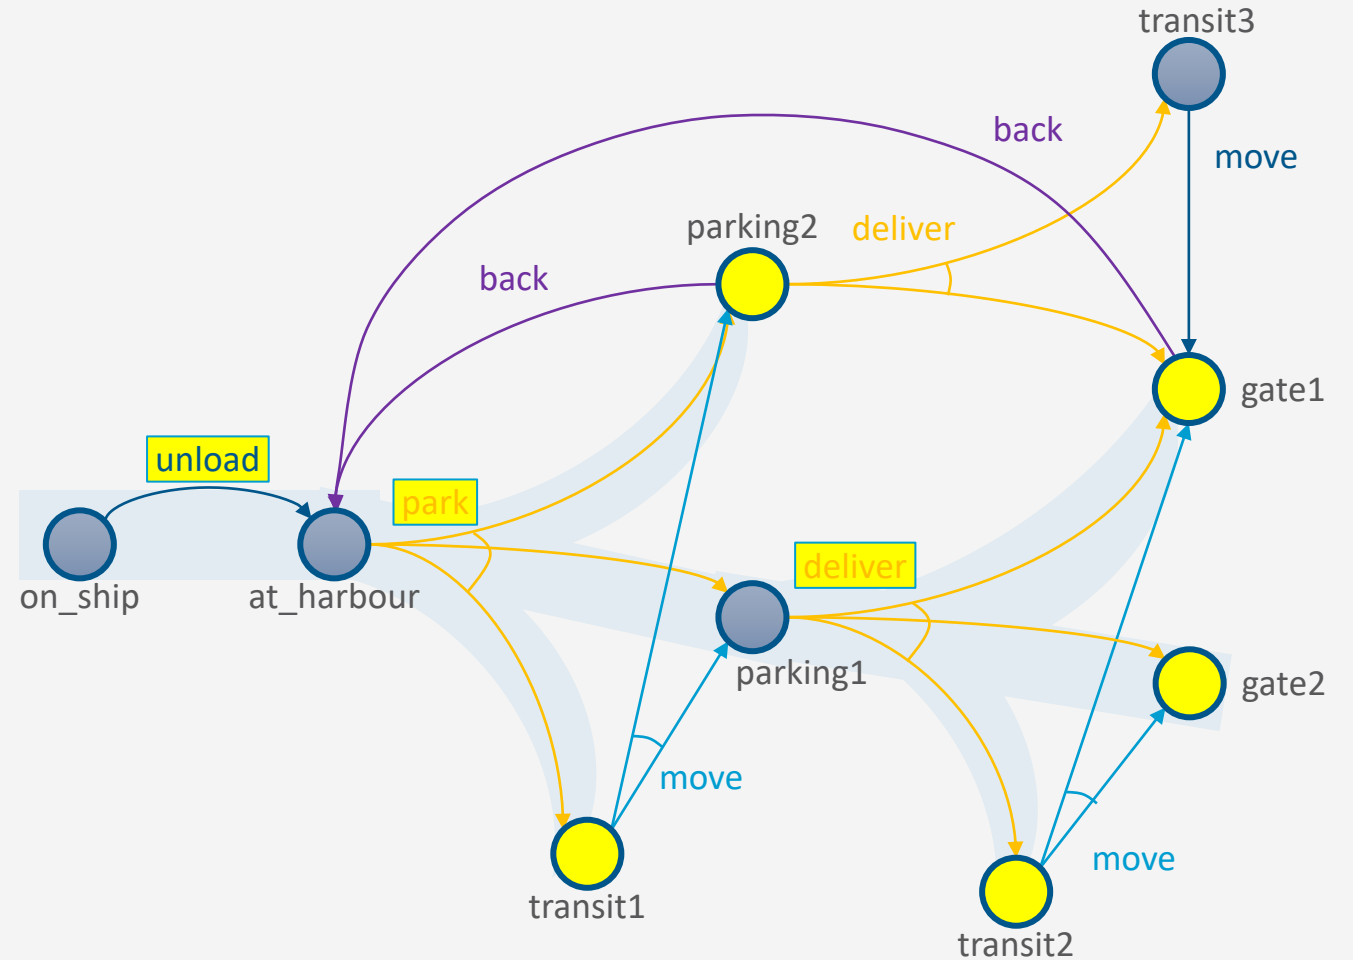 transit3
back
move
parking2
deliver
back
gate1
unload
park
on_ship
at_harbour
deliver
parking1
gate2
move
move
transit1
transit2